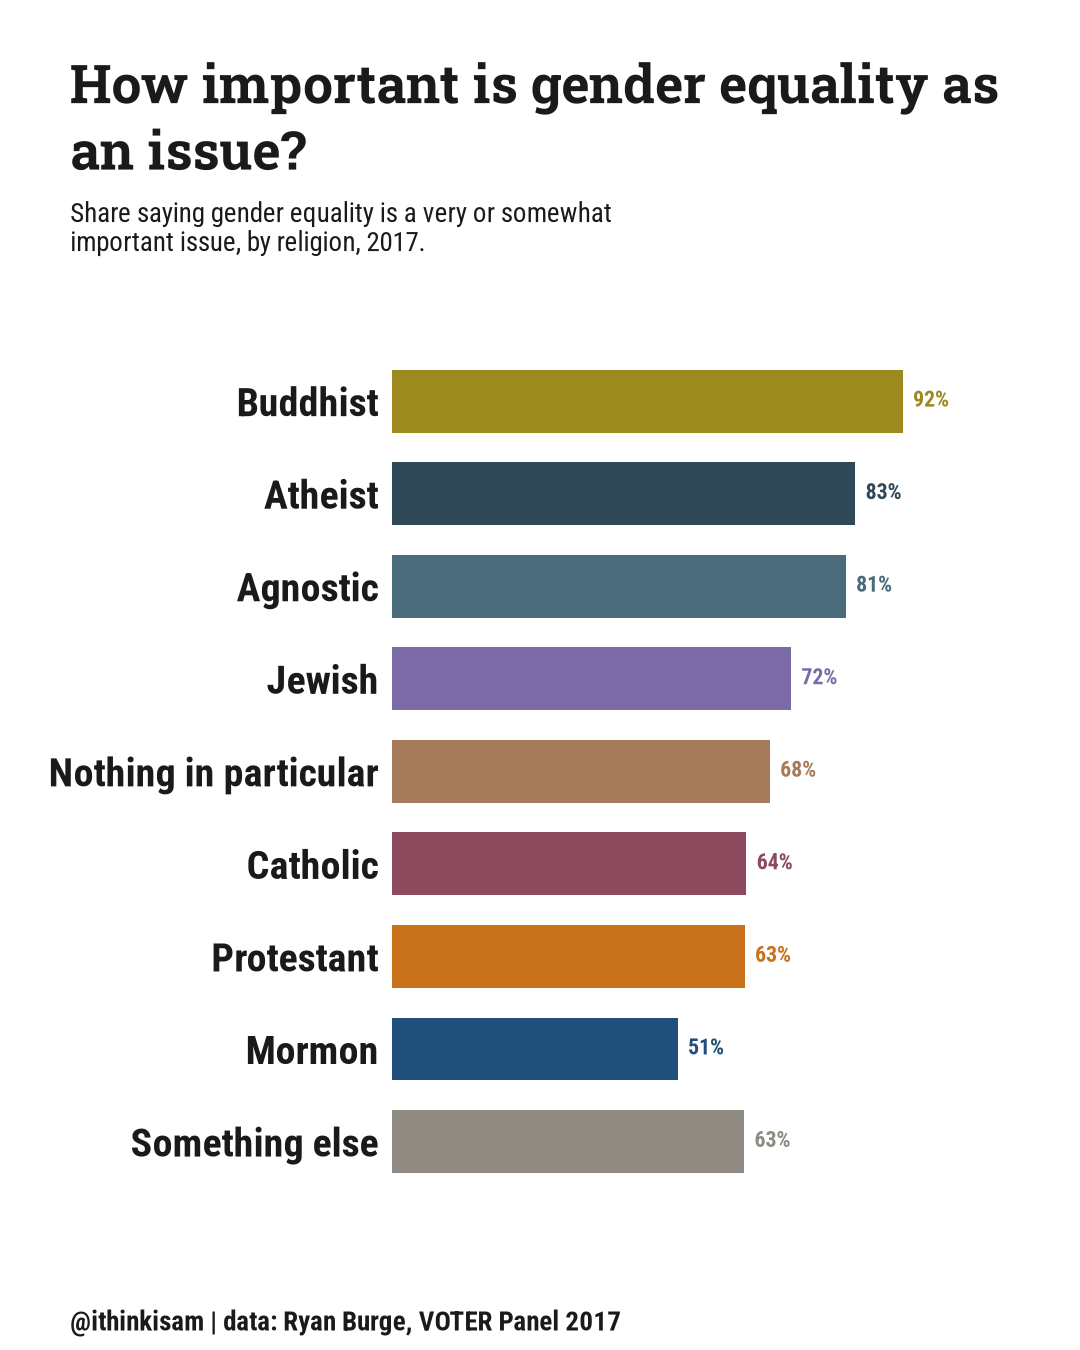 How important is gender equality as
an issue?
Share saying gender equality is a very or somewhat
important issue, by religion, 2017.
Buddhist 92%
Atheist 83%
Agnostic 81%
Jewish 72%
Nothing in particular 68%
Catholic 64%
Protestant 63%
Mormon 51%
Something else 63%
@ithinkisam | data: Ryan Burge, VOTER Panel 2017